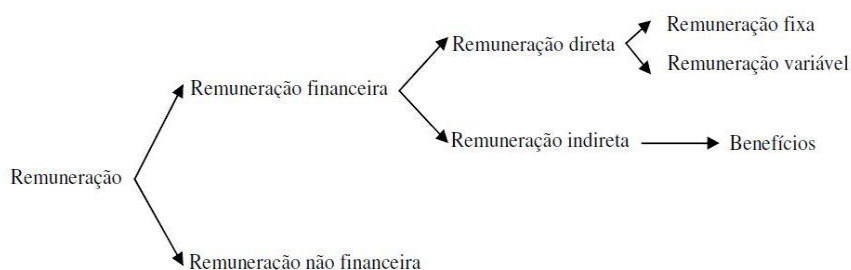 Remuneração fixa
Remuneração direta
Remuneração variável
Remuneração financeira
Remuneração indireta
Benefícios
Remuneração
Remuneração não financeira